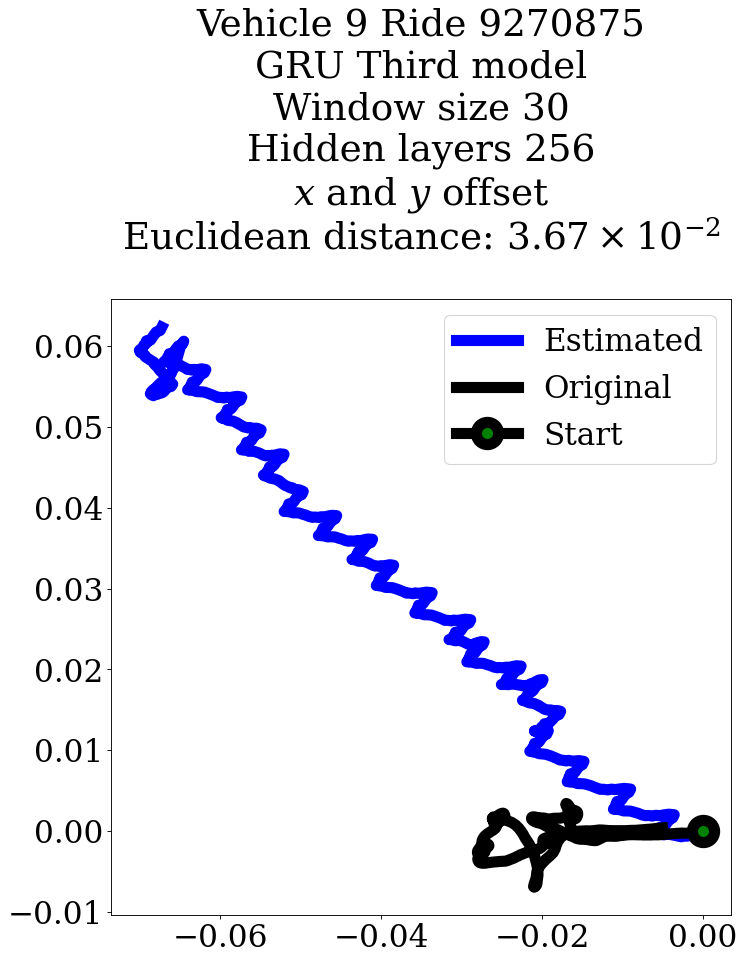 Vehicle 9 Ride 9270875
GRU Third model
Window size 30
Hidden layers 256
x and y offset
Euclidean distance: 3.67 × 10⁻²
Estimated
Original
Start
0.06
0.05
0.04
0.03
0.02
0.01
0.00
−0.01
−0.06 −0.04 −0.02 0.00